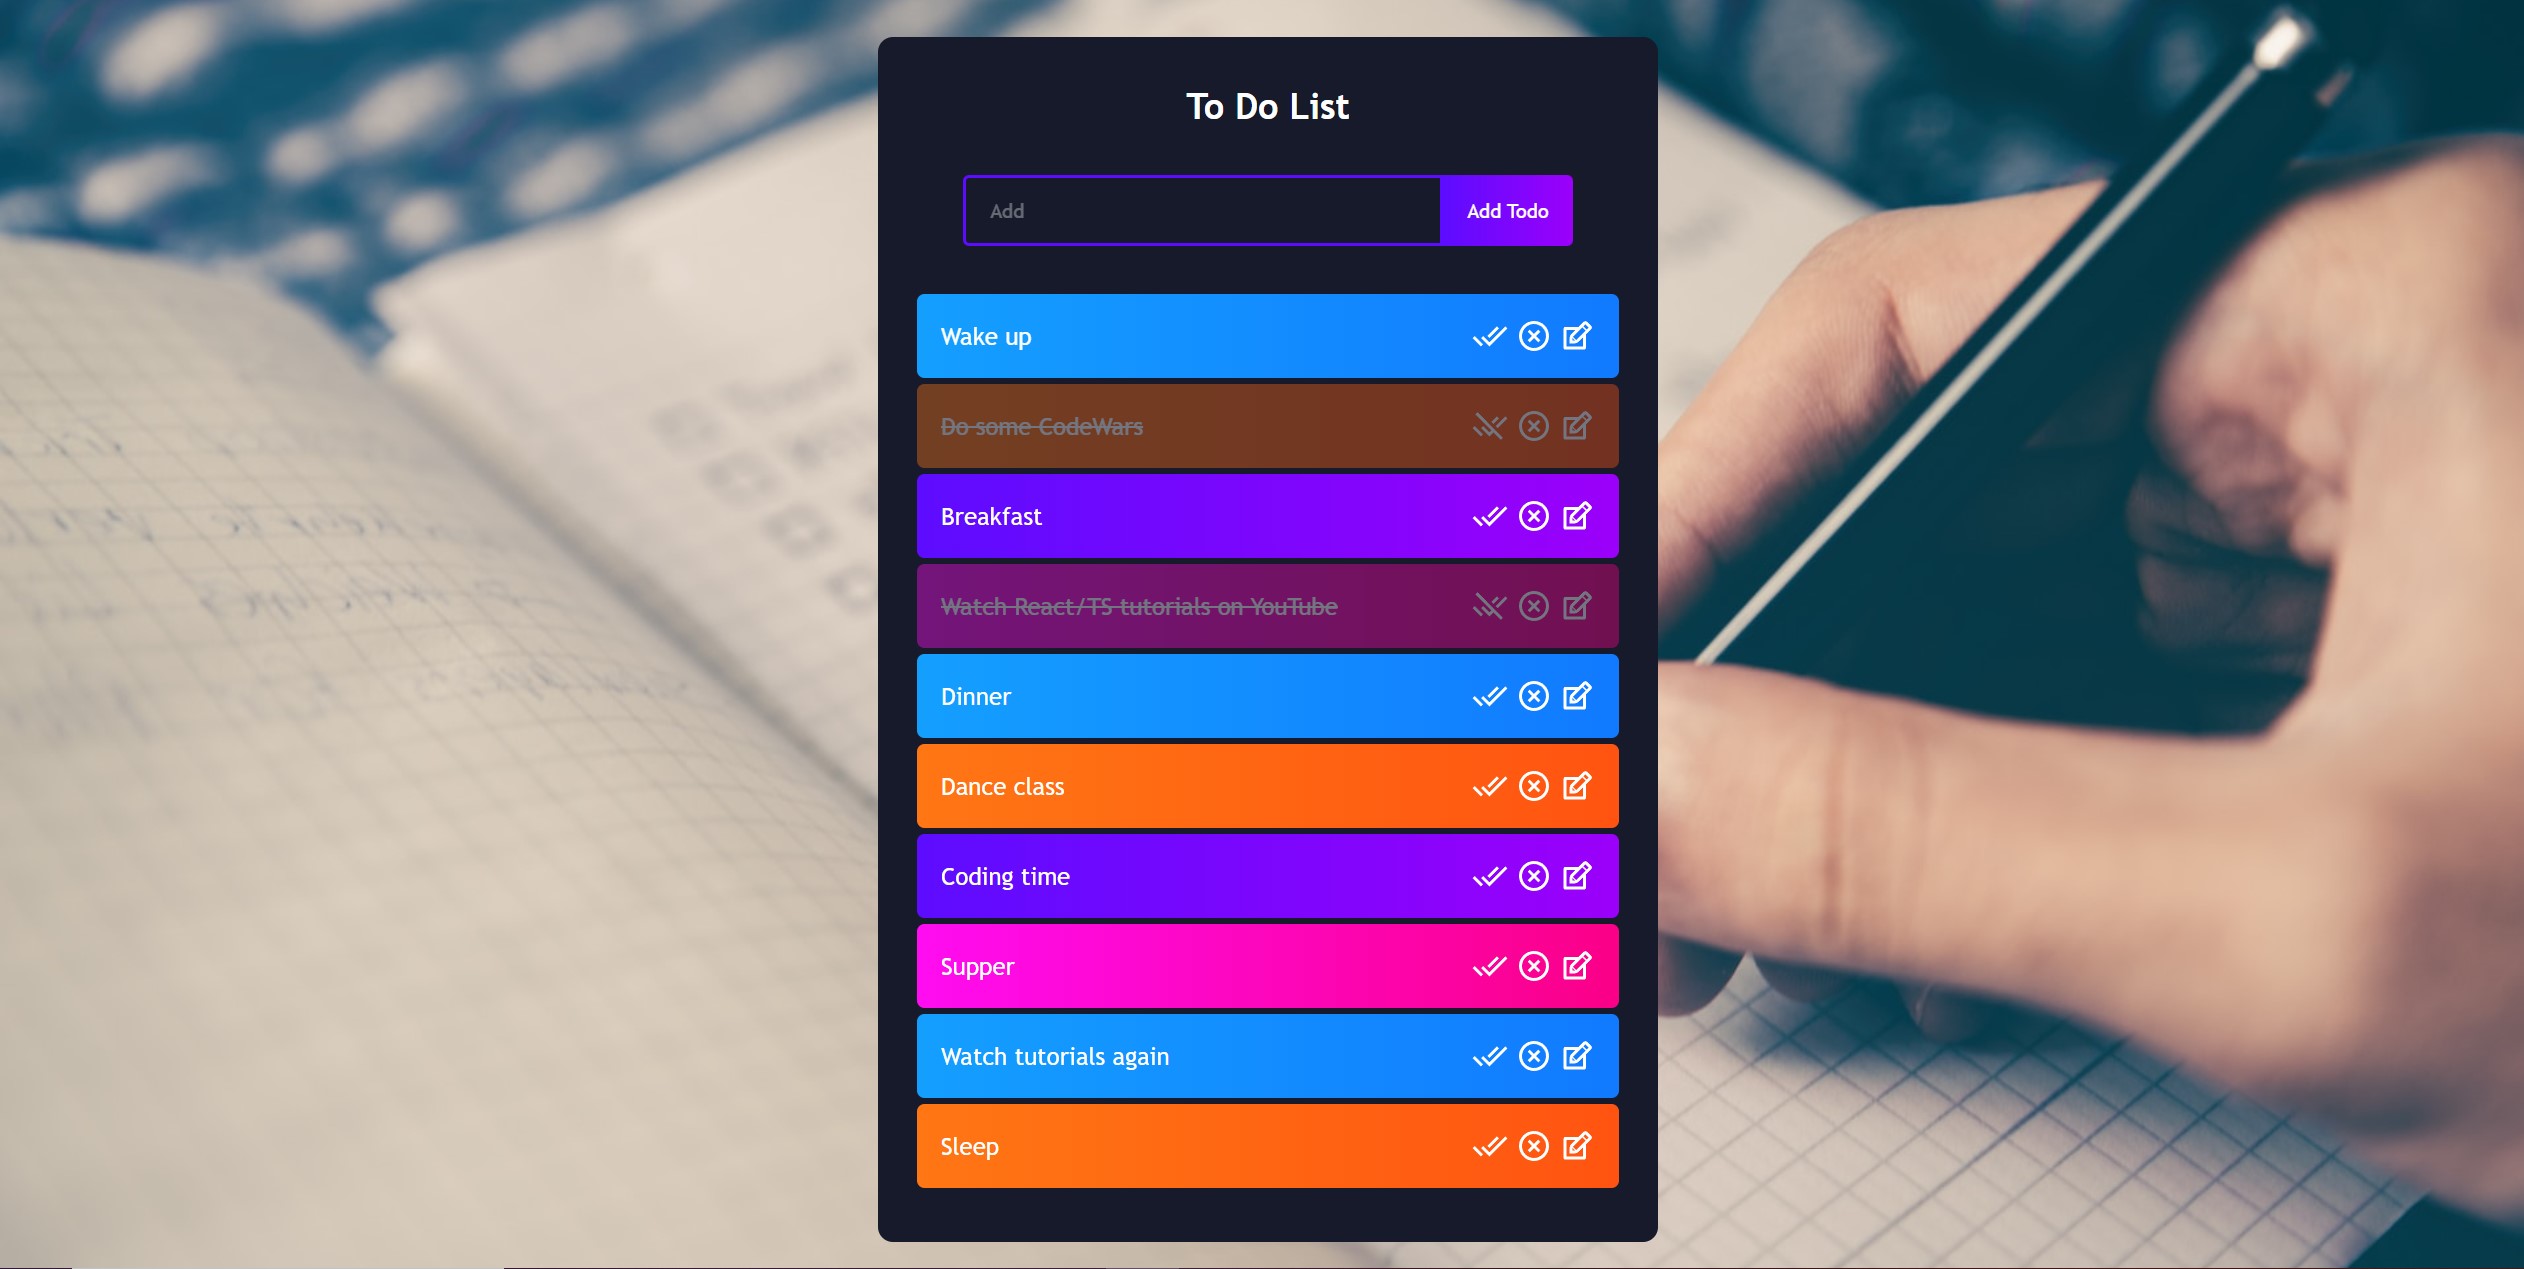 To Do List
Add
Add Todo
Wake up
Do some CodeWars
Breakfast
Watch React/TS tutorials on YouTube
Dinner
Dance class
Coding time
Supper
Watch tutorials again
Sleep